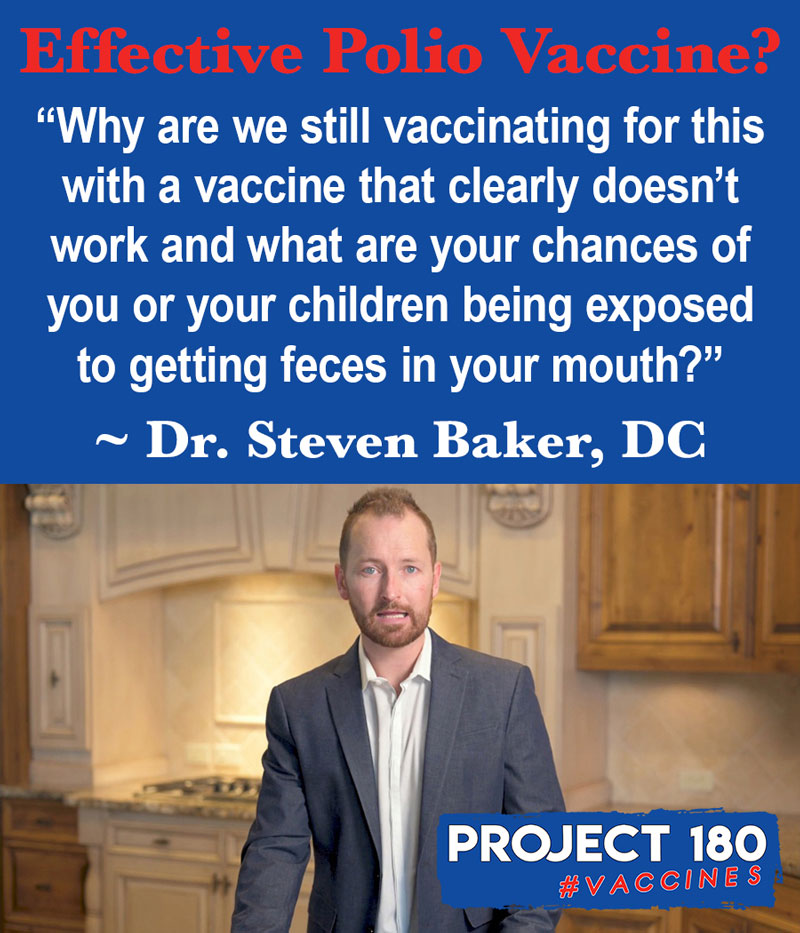 Effective Polio Vaccine?
“Why are we still vaccinating for this
with a vaccine that clearly doesn’t
work and what are your chances of
you or your children being exposed
to getting feces in your mouth?”
~ Dr. Steven Baker, DC
PROJECT 180
#VACCINES